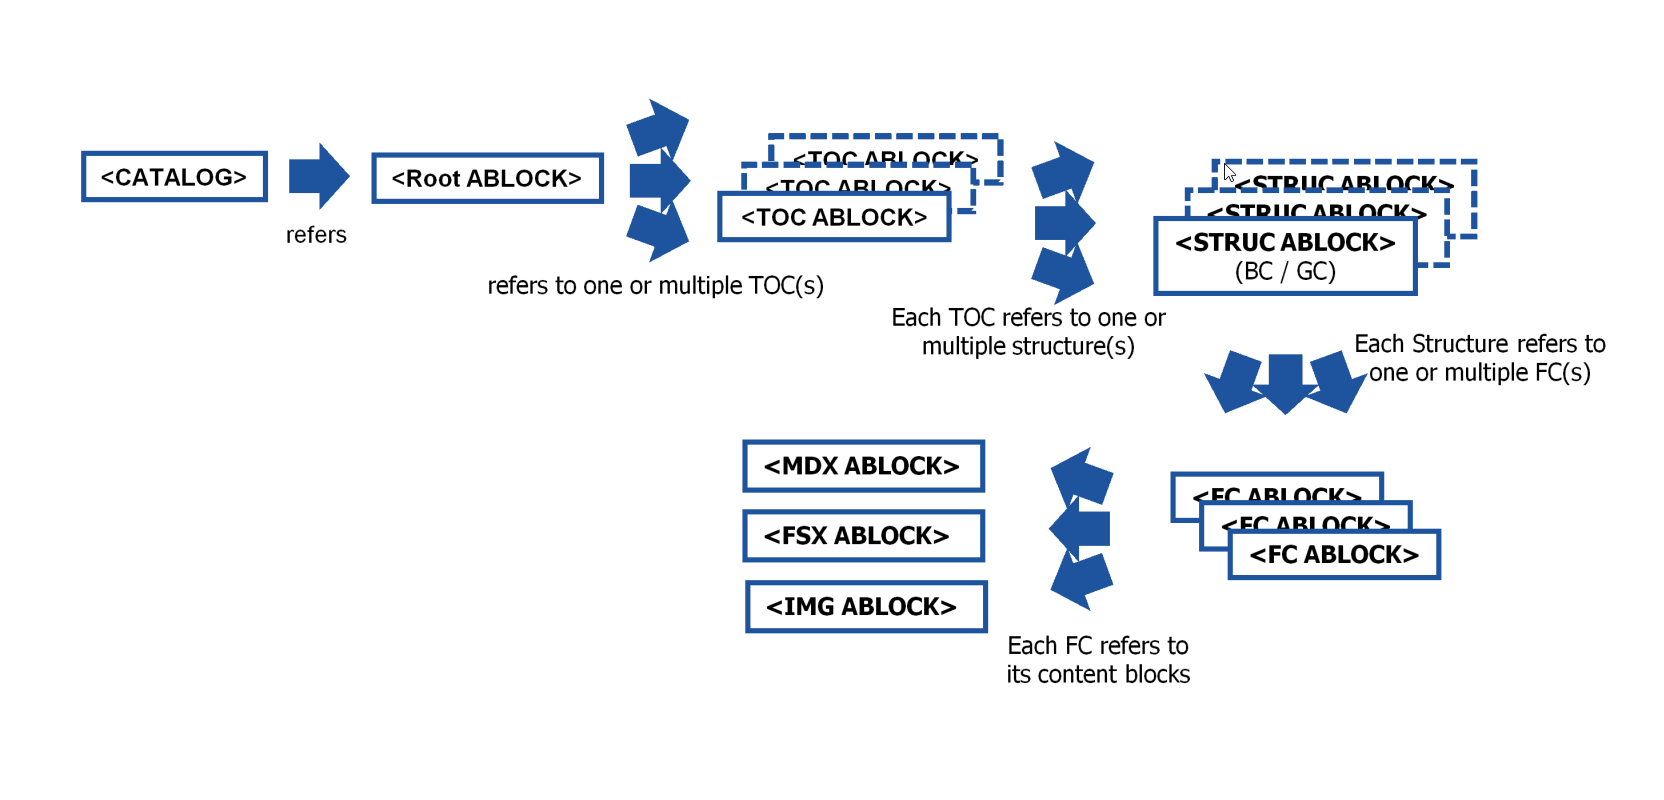 <CATALOG>
refers
<Root ABLOCK>
refers to one or multiple TOC(s)
<TOC ABLOCK>
<TOC ABLOCK>
<TOC ABLOCK>
Each TOC refers to one or
multiple structure(s)
<STRUC ABLOCK>
<STRUC ABLOCK>
<STRUC ABLOCK>
(BC / GC)
Each Structure refers to
one or multiple FC(s)
<FC ABLOCK>
<FC ABLOCK>
<FC ABLOCK>
Each FC refers to
its content blocks
<MDX ABLOCK>
<FSX ABLOCK>
<IMG ABLOCK>